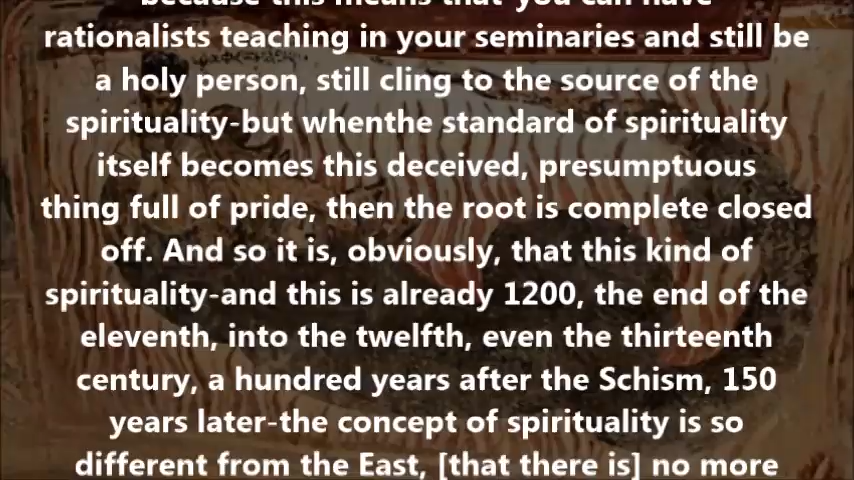 because this means that you can have
rationalists teaching in your seminaries and still be
a holy person, still cling to the source of the
spirituality-but whenthe standard of spirituality
itself becomes this deceived, presumptuous
thing full of pride, then the root is complete closed
off. And so it is, obviously, that this kind of
spirituality-and this is already 1200, the end of the
eleventh, into the twelfth, even the thirteenth
century, a hundred years after the Schism, 150
years later-the concept of spirituality is so
different from the East, [that there is] no more